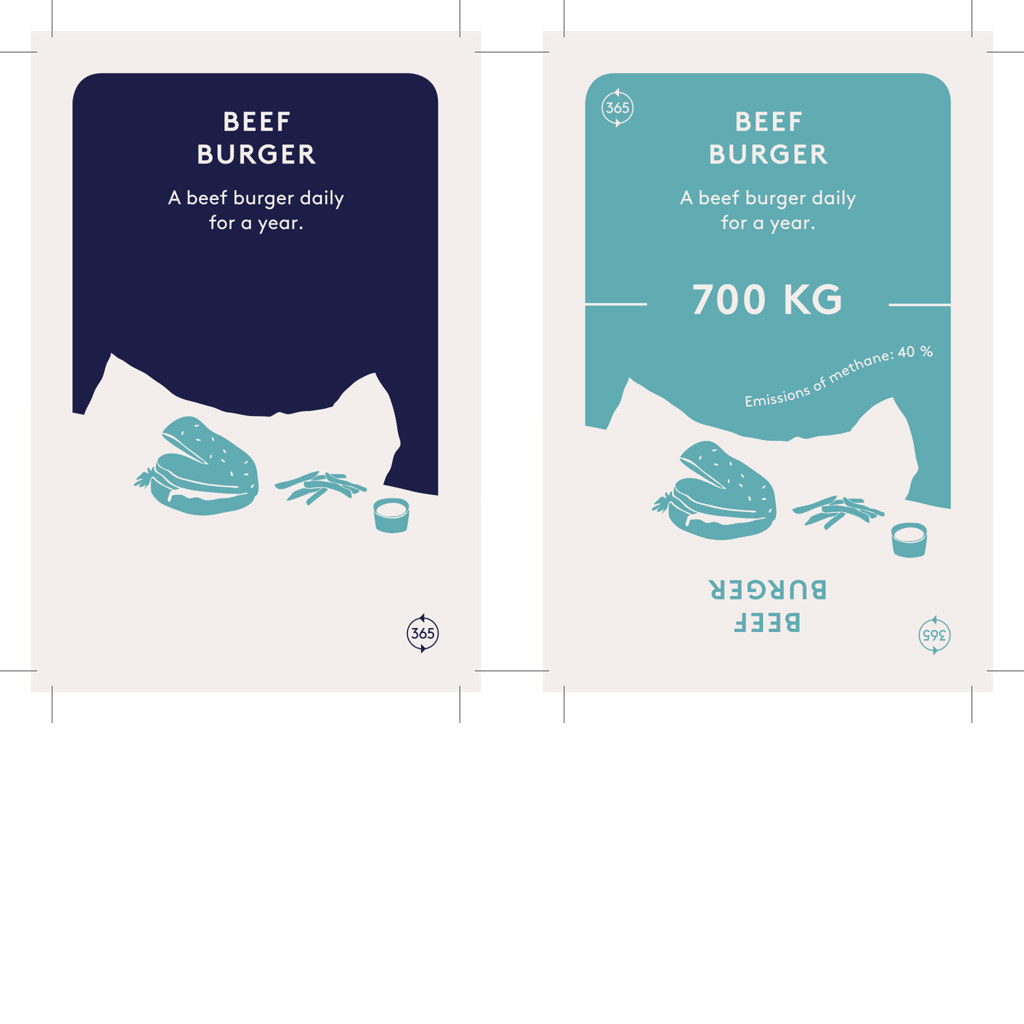 BEEF
BURGER
A beef burger daily
for a year.
365
365
BEEF
BURGER
A beef burger daily
for a year.
700 KG
Emissions of methane: 40 %
BEEF
BURGER
365